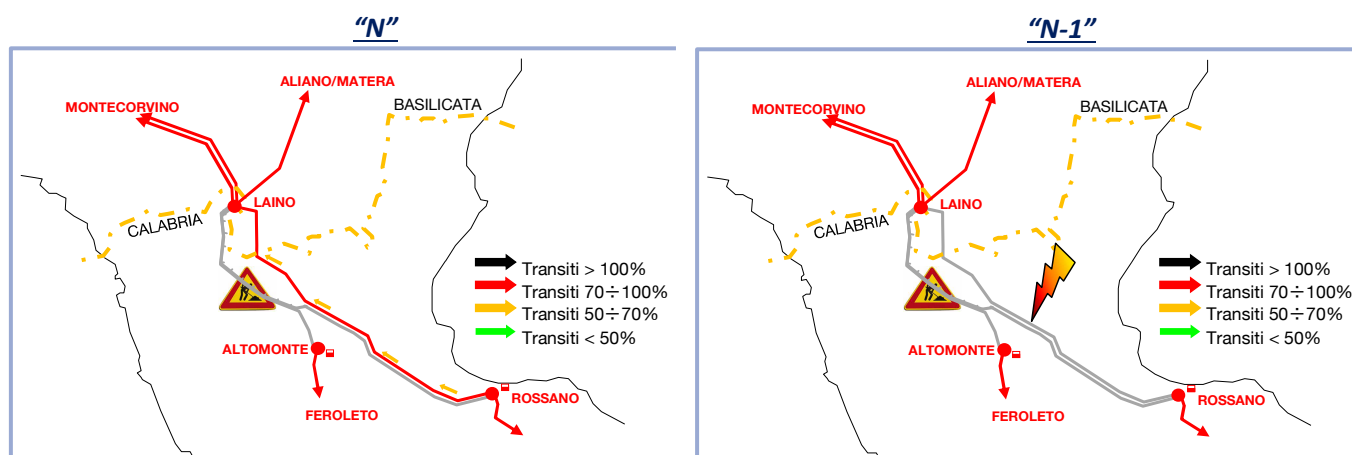 “N”
ALIANO/MATERA
MONTECORVINO
BASILICATA
LAINO
CALABRIA
Transiti > 100%
Transiti 70÷100%
Transiti 50÷70%
Transiti < 50%
ALTOMONTE
ROSSANO
FEROLETO
“N-1”
ALIANO/MATERA
MONTECORVINO
BASILICATA
LAINO
CALABRIA
Transiti > 100%
Transiti 70÷100%
Transiti 50÷70%
Transiti < 50%
ALTOMONTE
ROSSANO
FEROLETO